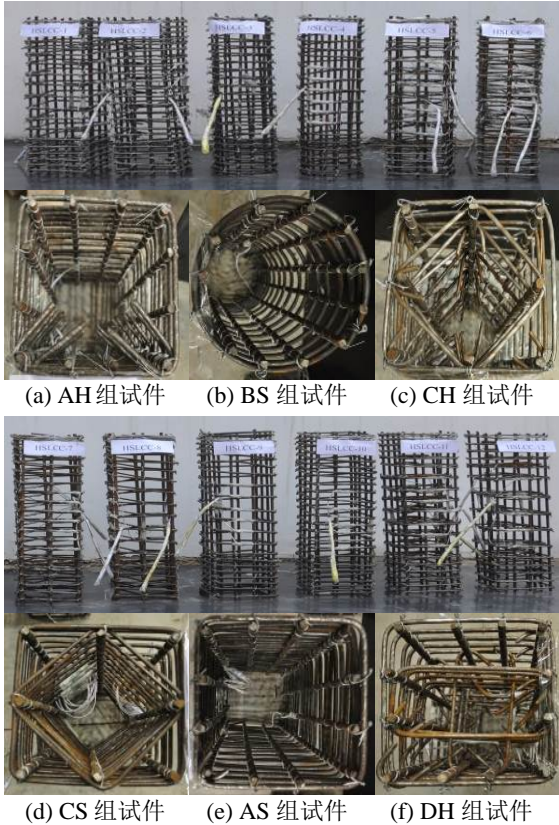 HSLCC-1 HSLCC-2 HSLCC-3 HSLCC-4 HSLCC-5 HSLCC-6
(a) AH 组试件 (b) BS 组试件 (c) CH 组试件
HSLCC-7 HSLCC-8 HSLCC-9 HSLCC-10 HSLCC-11 HSLCC-12
(d) CS 组试件 (e) AS 组试件 (f) DH 组试件